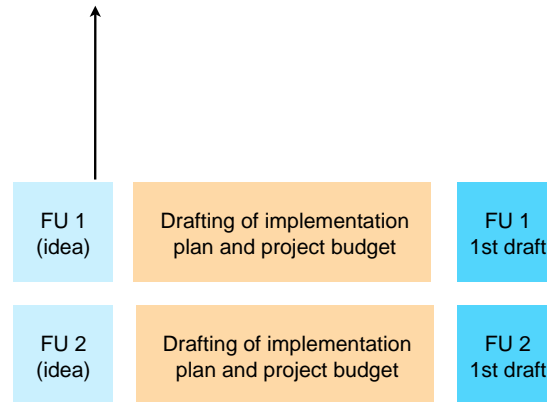 FU 1
(idea)
Drafting of implementation
plan and project budget
FU 1
1st draft
FU 2
(idea)
Drafting of implementation
plan and project budget
FU 2
1st draft